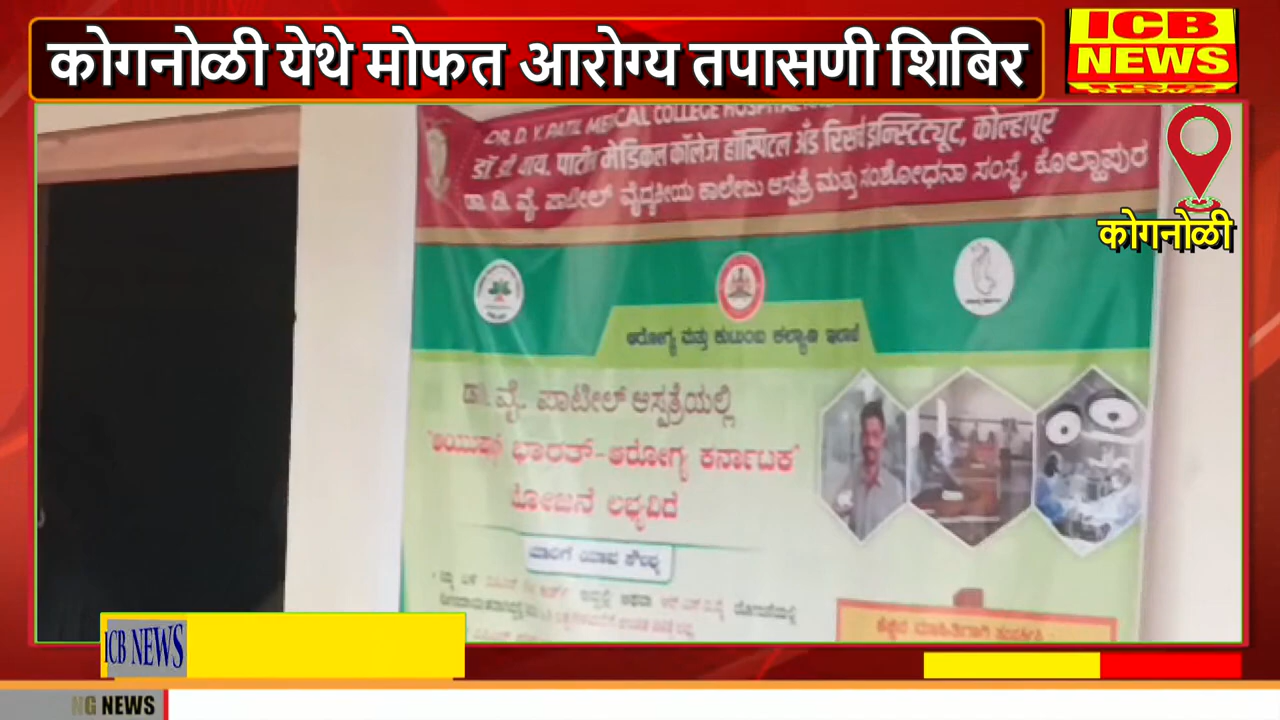 कोगनोळी येथे मोफत आरोग्य तपासणी शिबिर
ICB
NEWS
कोगनोळी
DR. D. Y. PATIL MEDICAL COLLEGE HOSPITAL
डॉ. डी. वाय. पाटील मेडिकल कॉलेज हॉस्पिटल अँड रिसर्च इन्स्टिट्यूट, कोल्हापूर
ಡಾ. ಡಿ. ವೈ. ಪಾಟೀಲ್ ವೈದ್ಯಕೀಯ ಕಾಲೇಜು ಆಸ್ಪತ್ರೆ ಮತ್ತು ಸಂಶೋಧನಾ ಸಂಸ್ಥೆ, ಕೊಲ್ಹಾಪುರ
ಆರೋಗ್ಯ ಮತ್ತು ಕುಟುಂಬ ಕಲ್ಯಾಣ ಇಲಾಖೆ
ವೈ. ಪಾಟೀಲ್ ಆಸ್ಪತ್ರೆಯಲ್ಲಿ
ಭಾರತ್-ಆರೋಗ್ಯ ಕರ್ನಾಟಕ'
ಯೋಜನೆ ಲಭ್ಯವಿದೆ
ಹೆಚ್ಚಿನ ಮಾಹಿತಿಗಾಗಿ ಸಂಪರ್ಕಿಸಿ :
ICB NEWS
NG NEWS